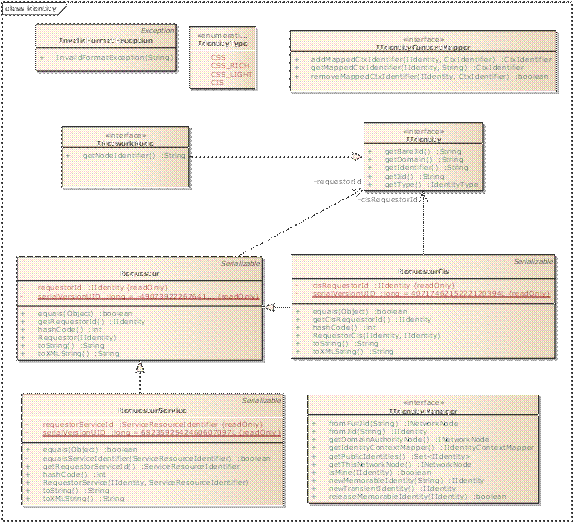 class Identity
Exception
InvalidFormatException
+ InvalidFormatException(String)
«enumerati...
IdentityType
CSS
CSS_RICH
CSS_LIGHT
CIS
«interface»
IIdentityContextMapper
+ addMappedCtxIdentifier(IIdentity, CtxIdentifier) :CtxIdentifier
+ getMappedCtxIdentifier(IIdentity, String) :CtxIdentifier
+ removeMappedCtxIdentifier(IIdentity, CtxIdentifier) :boolean
«interface»
INetworkNode
+ getNodeIdentifier() :String
«interface»
IIdentity
+ getBareJid() :String
+ getDomain() :String
+ getIdentifier() :String
+ getJid() :String
+ getType() :IdentityType
-requestorId
-cisRequestorId
Serializable
Requestor
- requestorId :IIdentity {readOnly}
- serialVersionUID :long = {readOnly}
+ equals(Object) :boolean
+ getRequestorId() :IIdentity
+ hashCode() :int
+ Requestor(IIdentity)
+ toString() :String
+ toXMLString() :String
Serializable
RequestorCis
- cisRequestorId :IIdentity {readOnly}
- serialVersionUID :long = {readOnly}
+ equals(Object) :boolean
+ getCisRequestorId() :IIdentity
+ hashCode() :int
+ RequestorCis(IIdentity, IIdentity)
+ toString() :String
+ toXMLString() :String
Serializable
RequestorService
- requestorServiceId :ServiceResourceIdentifier {readOnly}
- serialVersionUID :long = {readOnly}
+ equals(Object) :boolean
+ equalsServiceIdentifier(ServiceResourceIdentifier) :boolean
+ getRequestorServiceId() :ServiceResourceIdentifier
+ hashCode() :int
+ RequestorService(IIdentity, ServiceResourceIdentifier)
+ toString() :String
+ toXMLString() :String
«interface»
IIdentityManager
+ fromFullJid(String) :INetworkNode
+ fromJid(String) :IIdentity
+ getDomainAuthorityNode() :INetworkNode
+ getIdentityContextMapper() :IIdentityContextMapper
+ getPublicIdentities() :Set<IIdentity>
+ getThisNetworkNode() :INetworkNode
+ isMine(IIdentity) :boolean
+ newMemorableIdentity(String) :IIdentity
+ newTransientIdentity() :IIdentity
+ releaseMemorableIdentity(IIdentity) :boolean